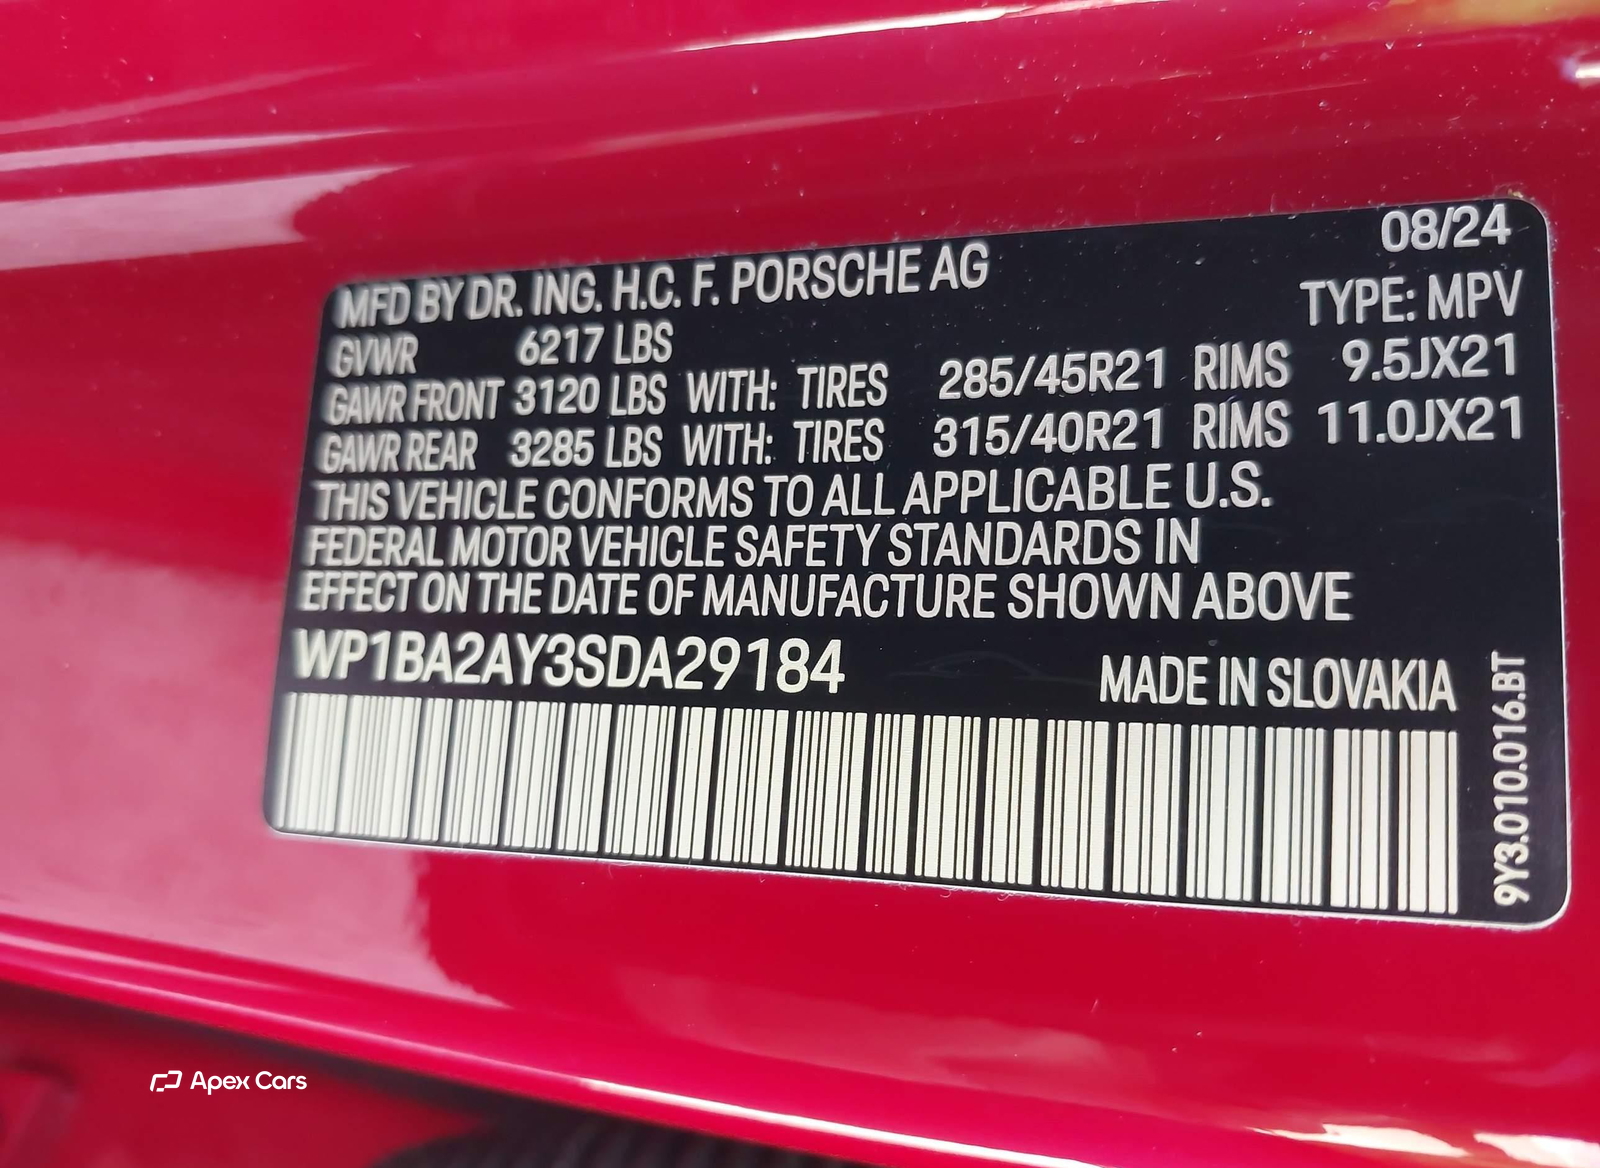 08/24
MFD BY DR. ING. H.C. F. PORSCHE AG
TYPE: MPV
GVWR 6217 LBS
GAWR FRONT 3120 LBS WITH: TIRES 285/45R21 RIMS 9.5JX21
GAWR REAR 3285 LBS WITH: TIRES 315/40R21 RIMS 11.0JX21
THIS VEHICLE CONFORMS TO ALL APPLICABLE U.S.
FEDERAL MOTOR VEHICLE SAFETY STANDARDS IN
EFFECT ON THE DATE OF MANUFACTURE SHOWN ABOVE
WP1BA2AY3SDA29184 MADE IN SLOVAKIA
9Y3.010.016.BT
Apex Cars